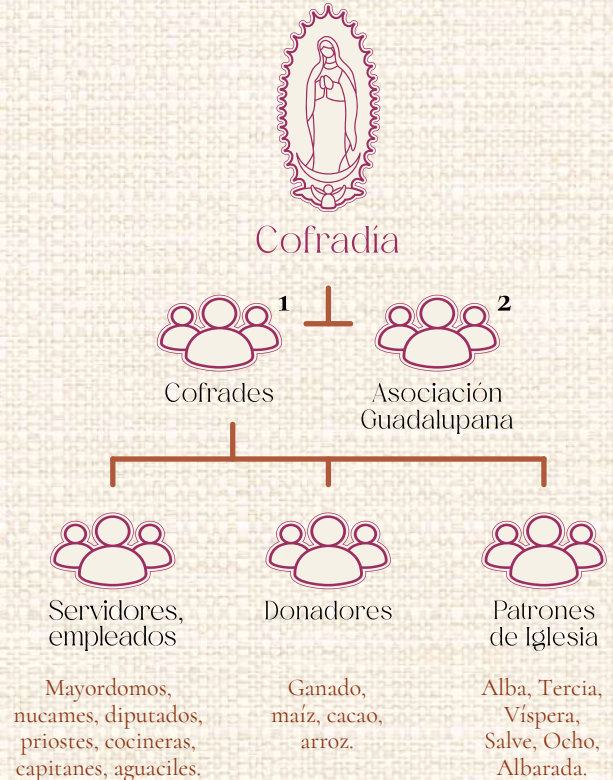 Cofradía
1
2
Cofrades
Asociación
Guadalupana
Servidores,
empleados
Donadores
Patrones
de Iglesia
Mayordomos,
nucames, diputados,
priostes, cocineras,
capitanes, aguaciles.
Ganado,
maíz, cacao,
arroz.
Alba, Tercia,
Víspera,
Salve, Ocho,
Albarada.